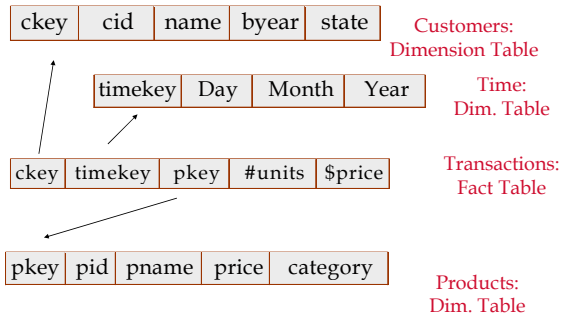 ckey cid name byear state
Customers:
Dimension Table
timekey Day Month Year
Time:
Dim. Table
ckey timekey pkey #units $price
Transactions:
Fact Table
pkey pid pname price category
Products:
Dim. Table